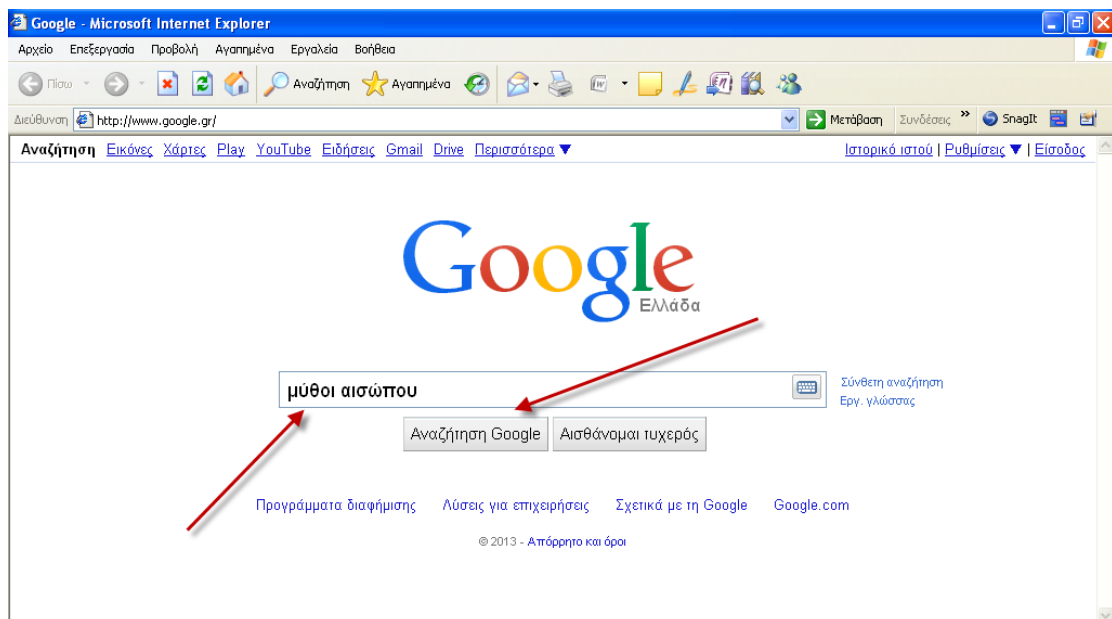 Google - Microsoft Internet Explorer
Αρχείο Επεξεργασία Προβολή Αγαπημένα Εργαλεία Βοήθεια
Πίσω Αναζήτηση Αγαπημένα
Διεύθυνση http://www.google.gr/ Μετάβαση Συνδέσεις » SnagIt
Αναζήτηση Εικόνες Χάρτες Play YouTube Ειδήσεις Gmail Drive Περισσότερα ▼ Ιστορικό ιστού | Ρυθμίσεις ▼ | Είσοδος
Google
Ελλάδα
μύθοι αισώπου
Σύνθετη αναζήτηση
Εργ. γλώσσας
Αναζήτηση Google Αισθάνομαι τυχερός
Προγράμματα διαφήμισης Λύσεις για επιχειρήσεις Σχετικά με τη Google Google.com
© 2013 - Απόρρητο και όροι